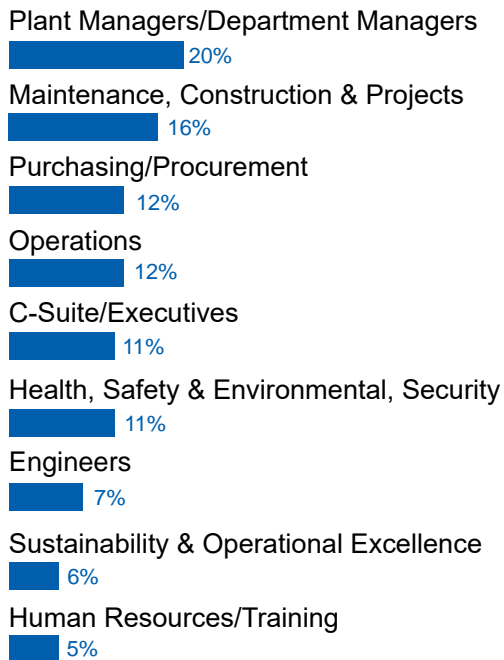 Plant Managers/Department Managers
20%
Maintenance, Construction & Projects
16%
Purchasing/Procurement
12%
Operations
12%
C-Suite/Executives
11%
Health, Safety & Environmental, Security
11%
Engineers
7%
Sustainability & Operational Excellence
6%
Human Resources/Training
5%